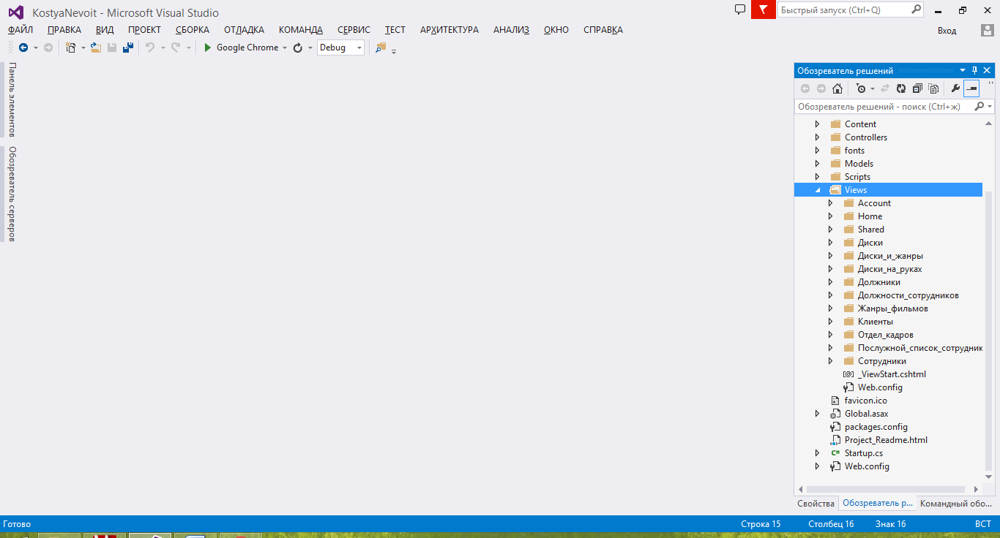 KostyaNevoit - Microsoft Visual Studio
Быстрый запуск (Ctrl+Q)
ФАЙЛ ПРАВКА ВИД ПРОЕКТ СБОРКА ОТЛАДКА КОМАНДА СЕРВИС ТЕСТ АРХИТЕКТУРА АНАЛИЗ ОКНО СПРАВКА
Вход
Google Chrome
Debug
Панель элементов
Обозреватель серверов
Обозреватель решений
Обозреватель решений - поиск (Ctrl+ж)
Content
Controllers
fonts
Models
Scripts
Views
Account
Home
Shared
Диски
Диски_и_жанры
Диски_на_руках
Должники
Должности_сотрудников
Жанры_фильмов
Клиенты
Отдел_кадров
Послужной_список_сотрудник
Сотрудники
_ViewStart.cshtml
Web.config
favicon.ico
Global.asax
packages.config
Project_Readme.html
C# Startup.cs
Web.config
Свойства Обозреватель р... Командный обо...
Готово
Строка 15 Столбец 16 Знак 16 ВСТ